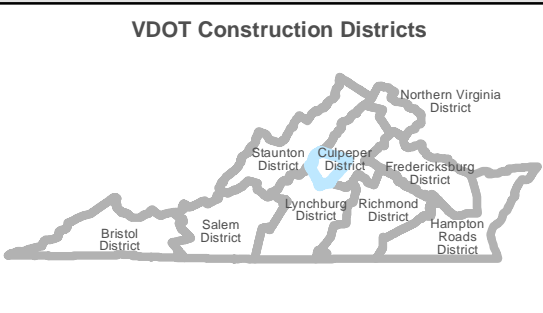 VDOT Construction Districts
Northern Virginia
District
Staunton
District
Culpeper
District
Fredericksburg
District
Lynchburg
District
Richmond
District
Hampton
Roads
District
Salem
District
Bristol
District